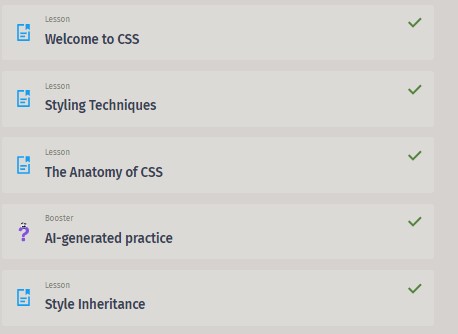 Lesson
Welcome to CSS
Lesson
Styling Techniques
Lesson
The Anatomy of CSS
Booster
AI-generated practice
Lesson
Style Inheritance